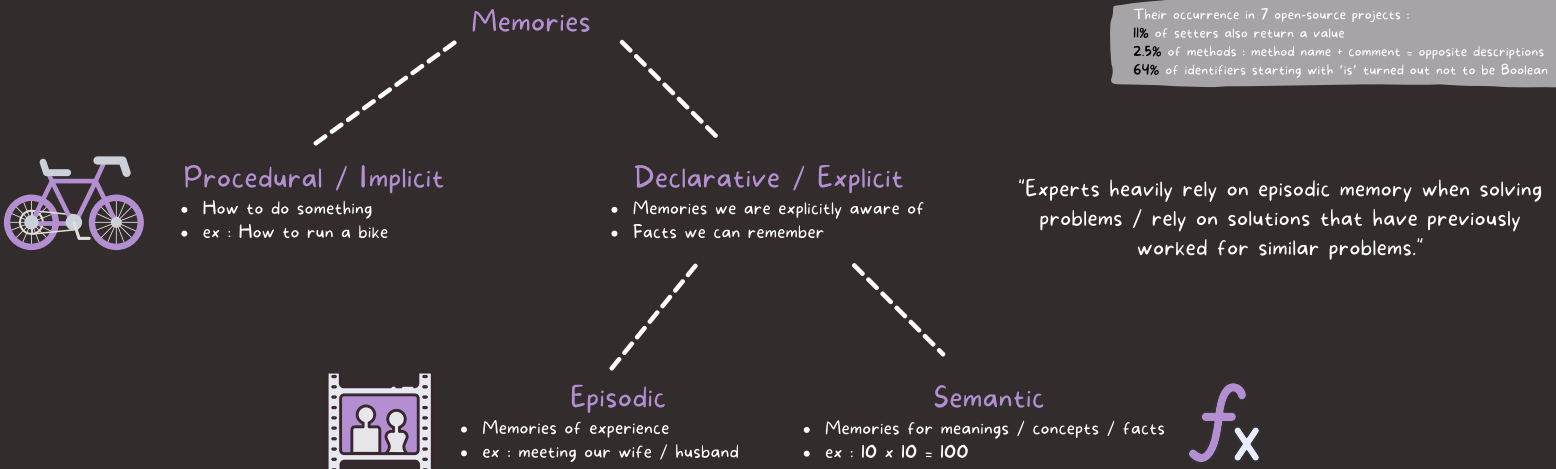 Memories
Their occurrence in 7 open-source projects :
11% of setters also return a value
2.5% of methods : method name + comment = opposite descriptions
64% of identifiers starting with 'is' turned out not to be Boolean
Procedural / Implicit
• How to do something
• ex : How to run a bike
Declarative / Explicit
• Memories we are explicitly aware of
• Facts we can remember
"Experts heavily rely on episodic memory when solving
problems / rely on solutions that have previously
worked for similar problems."
Episodic
• Memories of experience
• ex : meeting our wife / husband
Semantic
• Memories for meanings / concepts / facts
• ex : 10 x 10 = 100
fx